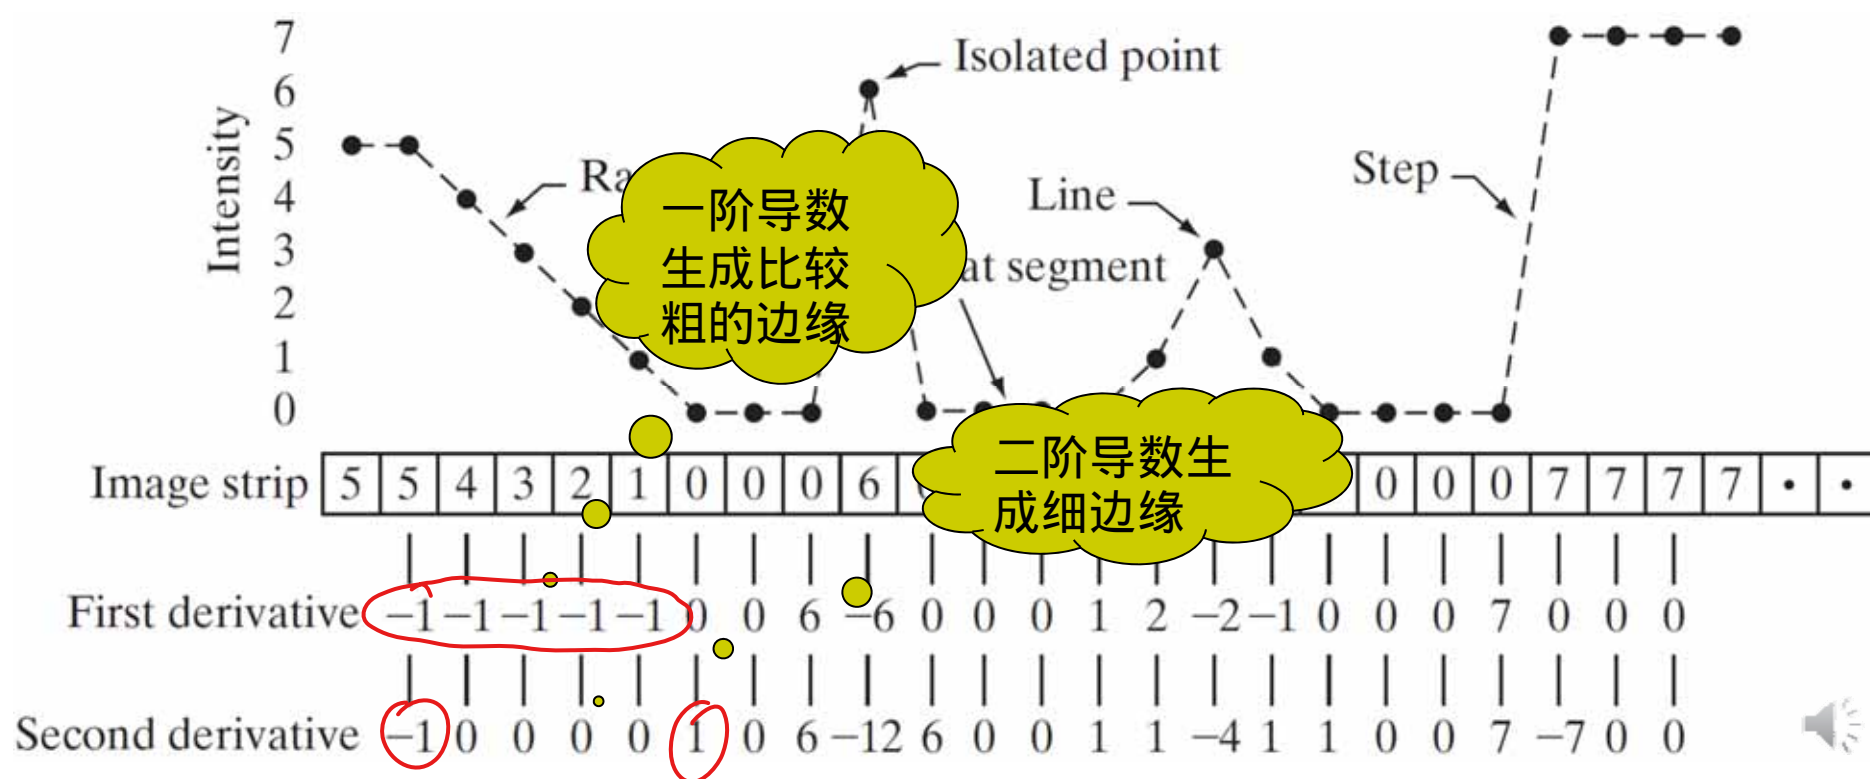 7
Isolated point
6
Intensity
5
4
3
2
1
0
Line
Step
at segment
一阶导数
生成比较
粗的边缘
二阶导数生
成细边缘
Image strip 5 5 4 3 2 1 0 0 0 6 0 0 0 7 7 7 7 • •
First derivative −1 −1 −1 −1 −1 0 0 6 −6 0 0 0 1 2 −2 −1 0 0 0 7 0 0 0
Second derivative −1 0 0 0 0 1 0 6 −12 6 0 0 1 1 −4 1 1 0 0 7 −7 0 0